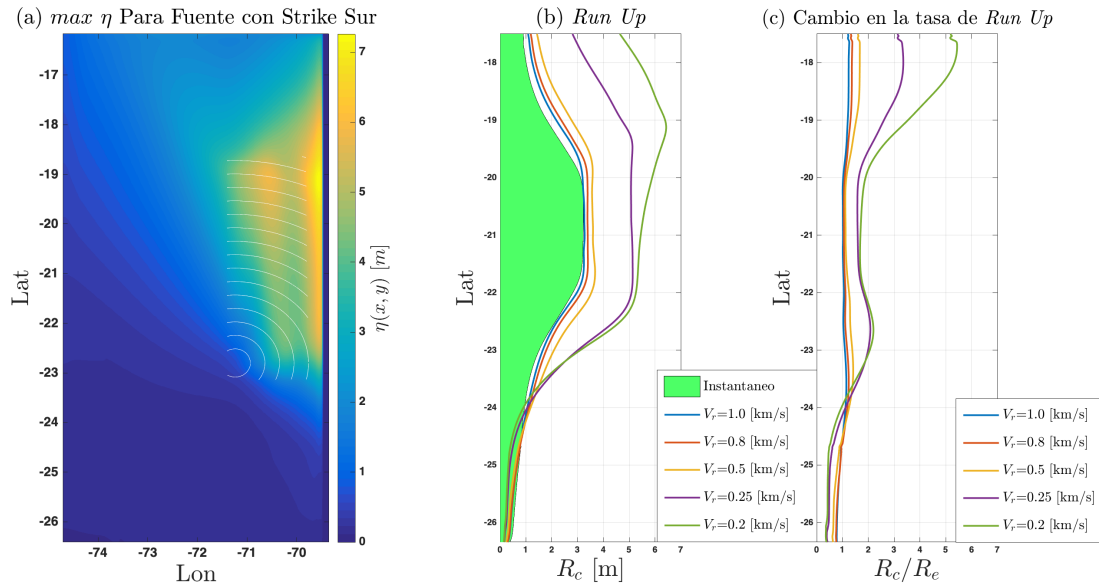 (a) max η Para Fuente con Strike Sur
-17
-18
-19
-20
-21
-22
-23
-24
-25
-26
Lat
-74
-73
-72
-71
-70
Lon
7
6
5
4
3
2
1
0
η(x, y) [m]
(b) Run Up
-18
-19
-20
-21
-22
-23
-24
-25
-26
Lat
0 1 2 3 4 5 6 7
R_c [m]
Instantaneo
V_r=1.0 [km/s]
V_r=0.8 [km/s]
V_r=0.5 [km/s]
V_r=0.25 [km/s]
V_r=0.2 [km/s]
(c) Cambio en la tasa de Run Up
-18
-19
-20
-21
-22
-23
-24
-25
-26
Lat
0 1 2 3 4 5 6 7
R_c/R_e
V_r=1.0 [km/s]
V_r=0.8 [km/s]
V_r=0.5 [km/s]
V_r=0.25 [km/s]
V_r=0.2 [km/s]